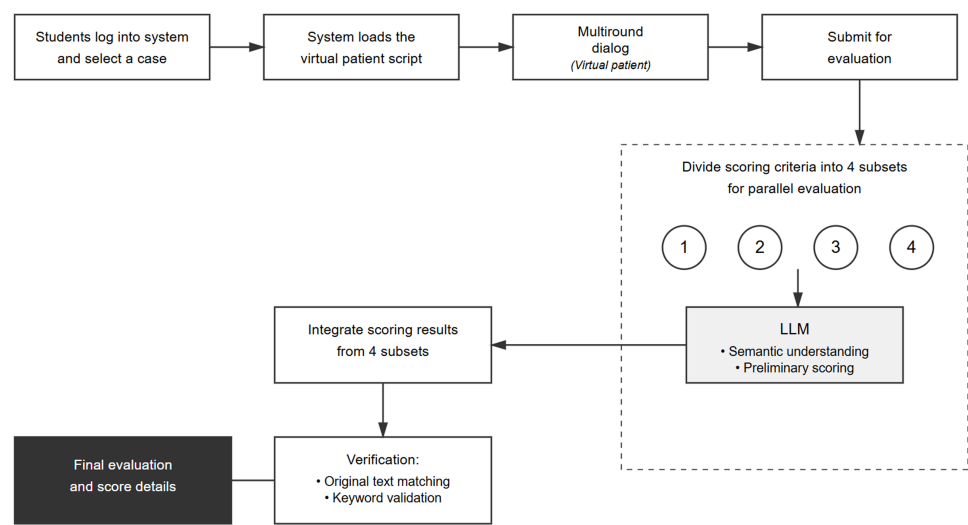 Students log into system
and select a case
System loads the
virtual patient script
Multiround
dialog
(Virtual patient)
Submit for
evaluation
Divide scoring criteria into 4 subsets
for parallel evaluation
1
2
3
4
LLM
• Semantic understanding
• Preliminary scoring
Integrate scoring results
from 4 subsets
Verification:
• Original text matching
• Keyword validation
Final evaluation
and score details